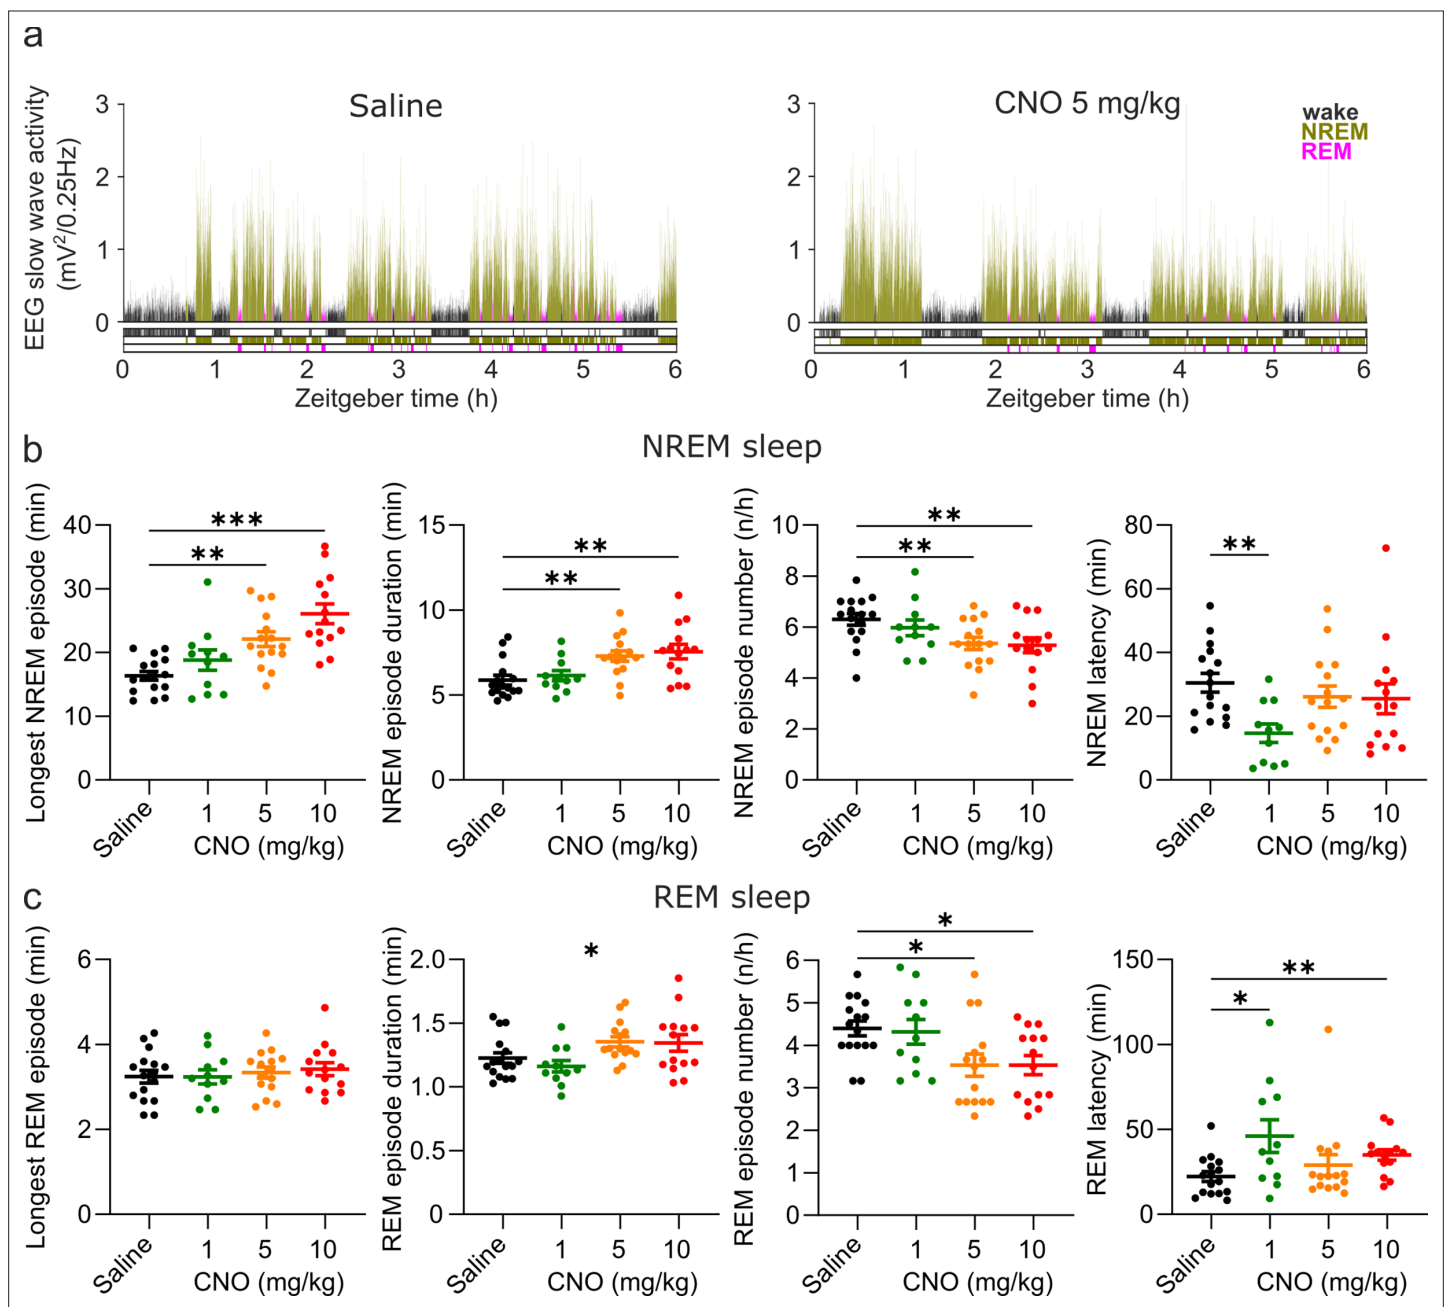 a
Saline
CNO 5 mg/kg
wake
NREM
REM
EEG slow wave activity
(mV²/0.25Hz)
3
2
1
0
0 1 2 3 4 5 6
Zeitgeber time (h)
3
2
1
0
0 1 2 3 4 5 6
Zeitgeber time (h)
b
NREM sleep
Longest NREM episode (min)
40
30
20
10
0
***
**
Saline 1 5 10
CNO (mg/kg)
NREM episode duration (min)
15
10
5
0
**
**
Saline 1 5 10
CNO (mg/kg)
NREM episode number (n/h)
10
8
6
4
2
0
**
**
Saline 1 5 10
CNO (mg/kg)
NREM latency (min)
80
60
40
20
0
**
Saline 1 5 10
CNO (mg/kg)
c
REM sleep
Longest REM episode (min)
6
4
2
0
Saline 1 5 10
CNO (mg/kg)
REM episode duration (min)
2.0
1.5
1.0
0.5
0
*
Saline 1 5 10
CNO (mg/kg)
REM episode number (n/h)
6
5
4
3
2
1
0
*
*
Saline 1 5 10
CNO (mg/kg)
REM latency (min)
150
100
50
0
**
*
Saline 1 5 10
CNO (mg/kg)